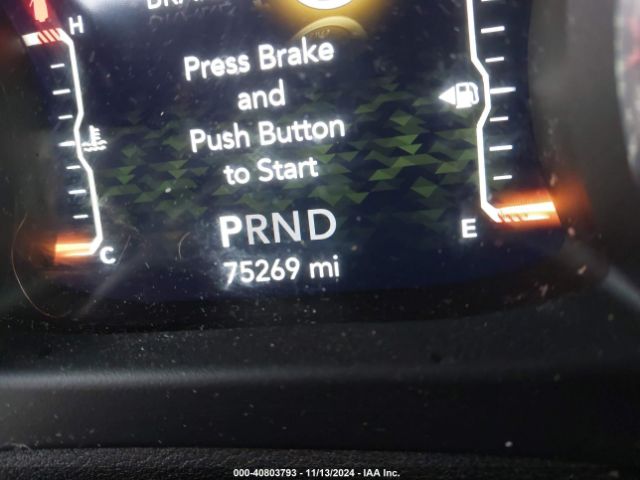 H
Press Brake
and
Push Button
to Start
PRND
E
C
75269 mi
000-40803793 - 11/13/2024 - IAA Inc.